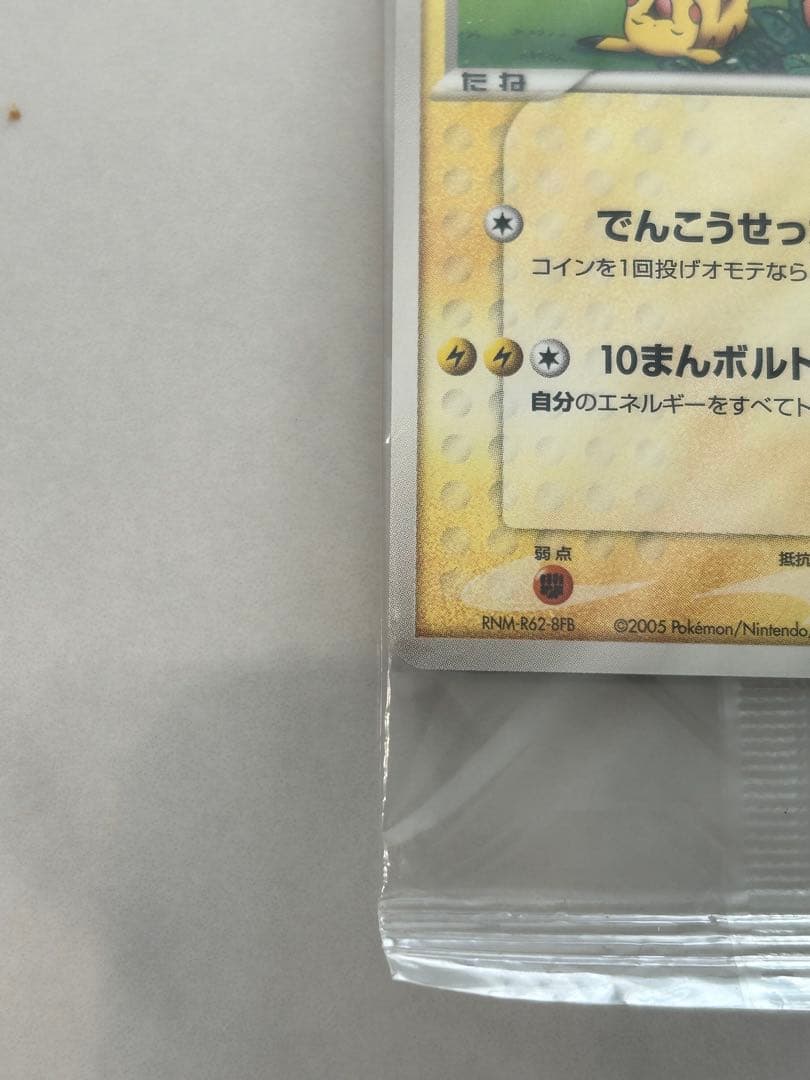 たね
でんこうせっ
コインを1回投げオモテなら
10まんボルト
自分のエネルギーをすべてト
弱点
抵抗
RNM-R62-8FB ©2005 Pokémon/Nintendo,